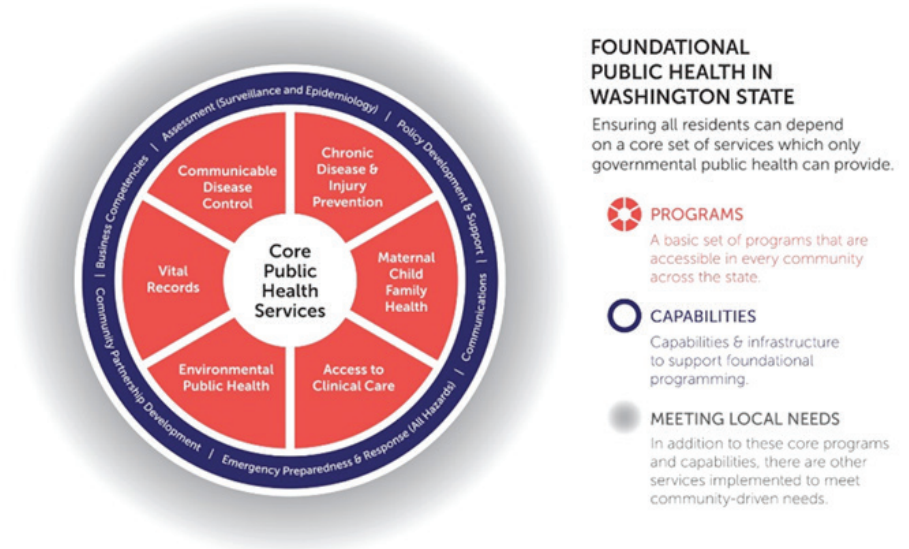 Assessment (Surveillance and Epidemiology) | Policy Development & Support | Communications | Emergency Preparedness & Response (All Hazards) | Community Partnership Development | Business Competencies |
Communicable
Disease
Control
Chronic
Disease &
Injury
Prevention
Vital
Records
Core
Public
Health
Services
Maternal
Child
Family
Health
Environmental
Public Health
Access to
Clinical Care
FOUNDATIONAL
PUBLIC HEALTH IN
WASHINGTON STATE
Ensuring all residents can depend
on a core set of services which only
governmental public health can provide.
PROGRAMS
A basic set of programs that are
accessible in every community
across the state.
CAPABILITIES
Capabilities & infrastructure
to support foundational
programming.
MEETING LOCAL NEEDS
In addition to these core programs
and capabilities, there are other
services implemented to meet
community-driven needs.